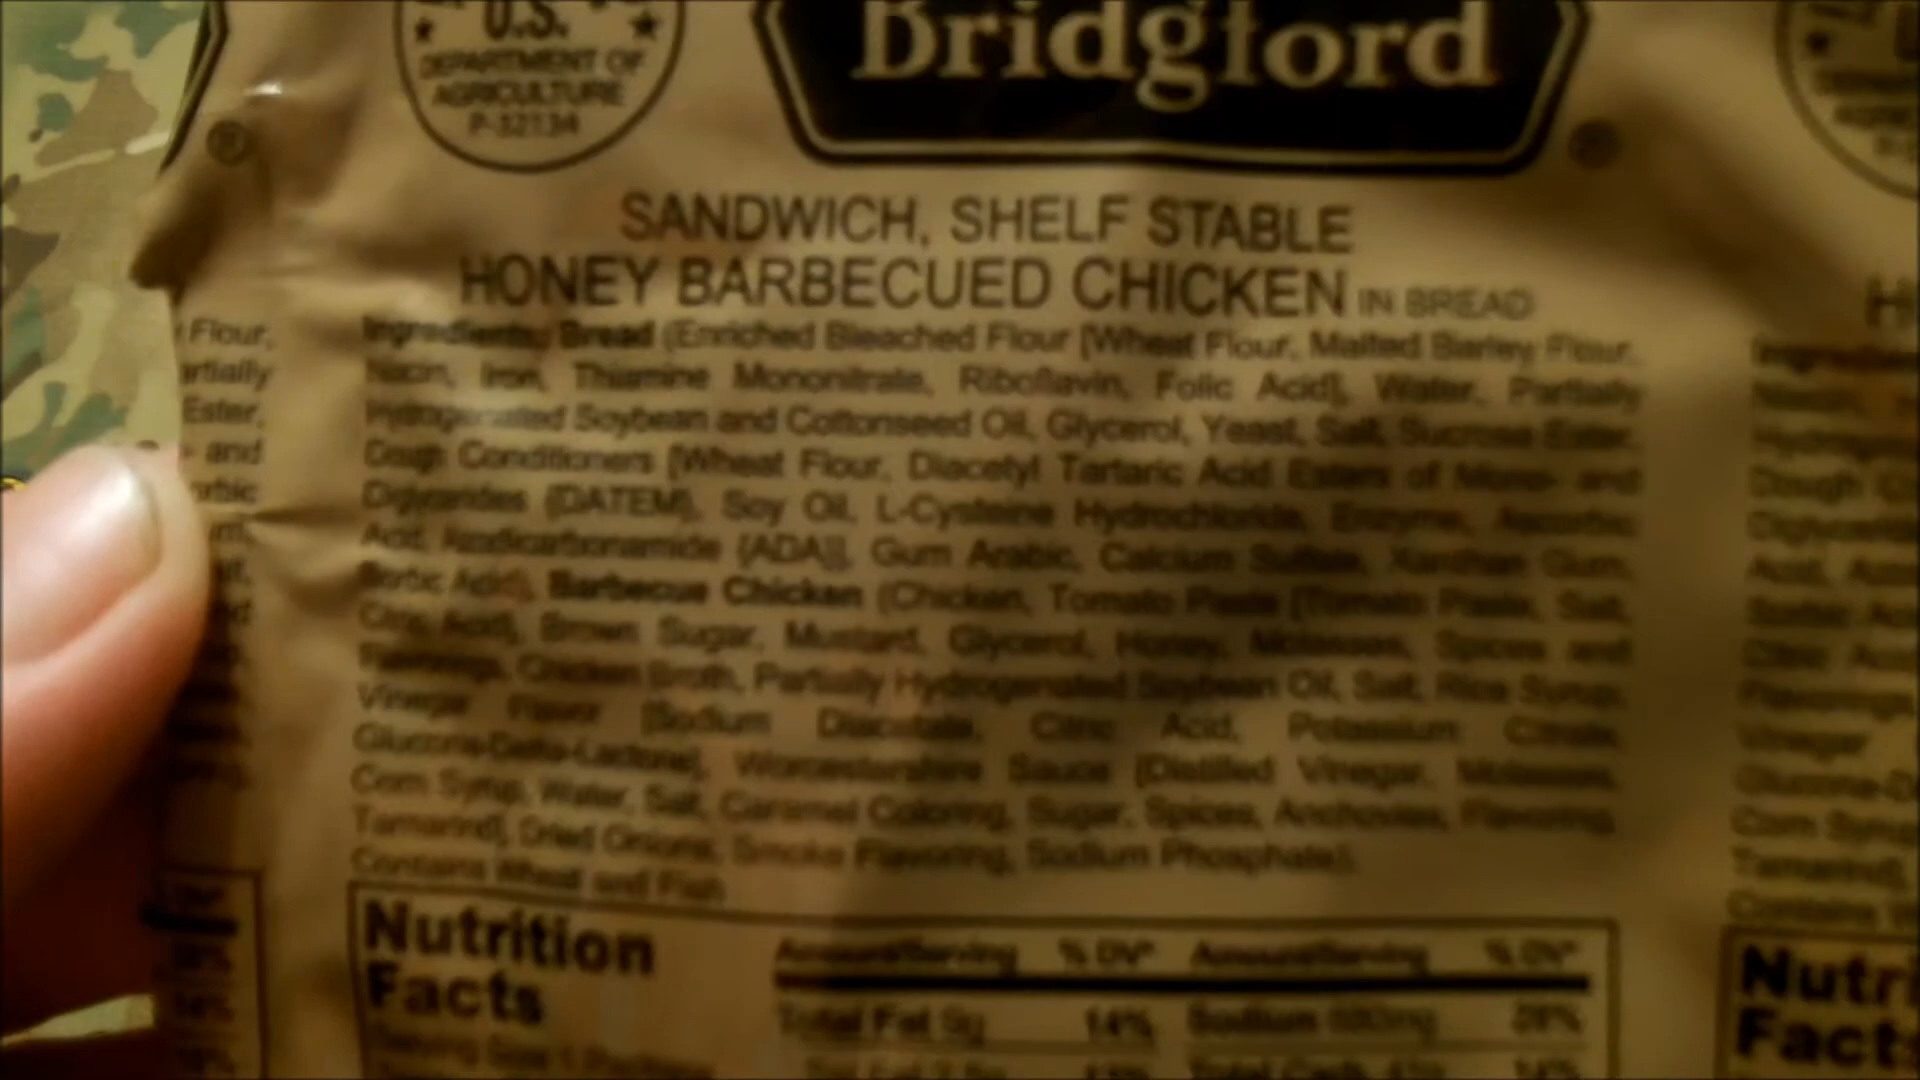 U.S.
DEPARTMENT OF
AGRICULTURE
P-12134
Bridgford
®
SANDWICH, SHELF STABLE
HONEY BARBECUED CHICKEN IN BREAD
Ingredients: Bread (Enriched Bleached Flour [Wheat Flour, Malted Barley Flour,
Niacin, Iron, Thiamine Mononitrate, Riboflavin, Folic Acid], Water, Partially
Hydrogenated Soybean and Cottonseed Oil, Glycerol, Yeast, Salt, Sucrose Ester,
Dough Conditioners [Wheat Flour, Diacetyl Tartaric Acid Esters of Mono- and
Diglycerides (DATEM), Soy Oil, L-Cysteine Hydrochloride, Enzyme, Ascorbic
Acid, Azodicarbonamide (ADA)], Gum Arabic, Calcium Sulfate, Xanthan Gum,
Sorbic Acid), Barbecue Chicken (Chicken, Tomato Paste [Tomato Paste, Salt,
Citric Acid], Brown Sugar, Mustard, Glycerol, Honey, Molasses, Spices and
Flavorings, Chicken Broth, Partially Hydrogenated Soybean Oil, Salt, Rice Syrup,
Vinegar Flavor [Sodium Diacetate, Citric Acid, Potassium Citrate,
Glucono-Delta-Lactone], Worcestershire Sauce [Distilled Vinegar, Molasses,
Corn Syrup, Water, Salt, Caramel Coloring, Sugar, Spices, Anchovies, Flavoring,
Tamarind], Dried Onions, Smoke Flavoring, Sodium Phosphate).
Contains Wheat and Fish
Nutrition
Facts
Amount/Serving % DV* Amount/Serving % DV*
Total Fat 9g 14% Sodium 680mg 28%